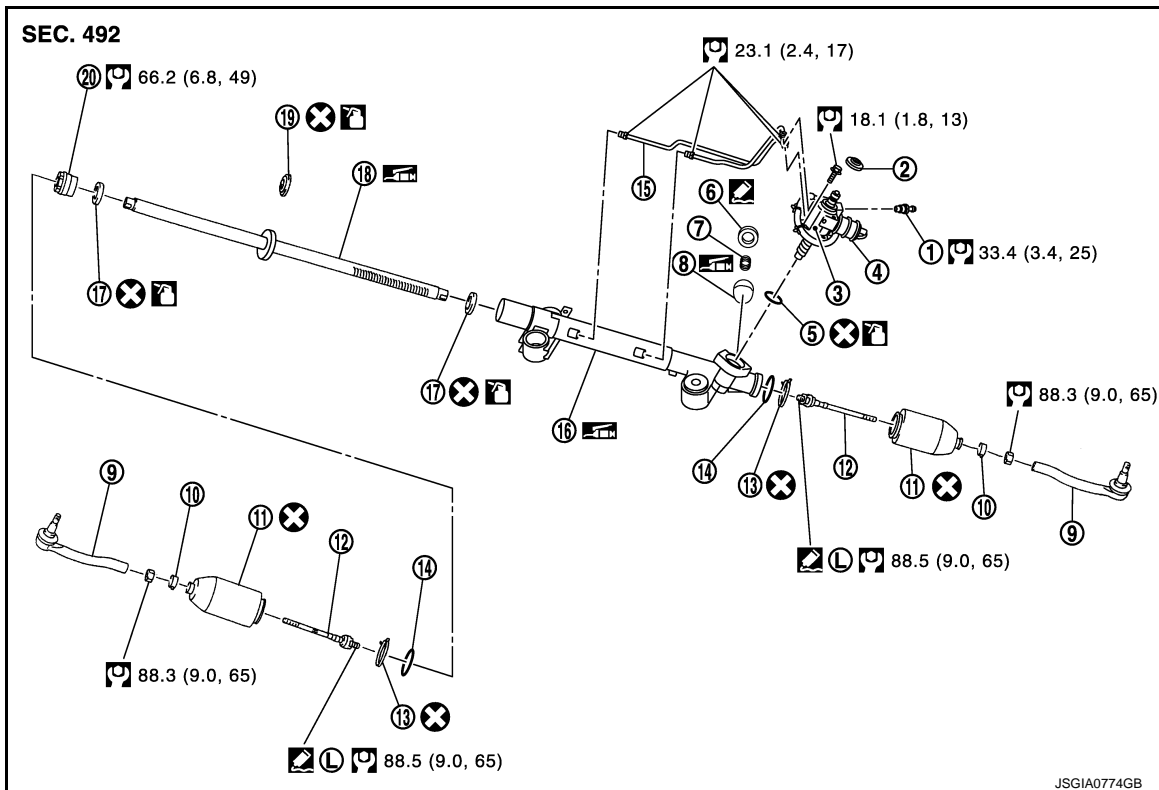 SEC. 492
23.1 (2.4, 17)
20 66.2 (6.8, 49)
19
18.1 (1.8, 13)
2
18
15
6
7
1 33.4 (3.4, 25)
8
4
3
17
5
17
16
88.3 (9.0, 65)
14
13
12
11
10
9
9
10
11
12
14
L 88.5 (9.0, 65)
88.3 (9.0, 65)
13
L 88.5 (9.0, 65)
JSGIA0774GB